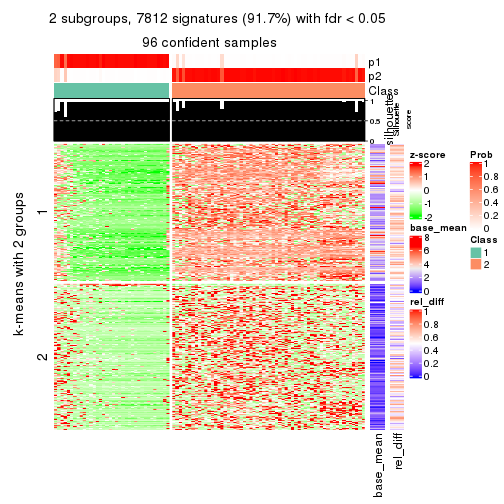 2 subgroups, 7812 signatures (91.7%) with fdr < 0.05
96 confident samples
p1
p2
Class
1
0.5
0
silhouette
Silhouette
score
k-means with 2 groups
1
2
base_mean
rel_diff
z-score
2
1
0
-1
-2
base_mean
8
6
4
2
0
rel_diff
1
0.8
0.6
0.4
0.2
0
Prob
1
0.8
0.6
0.4
0.2
0
Class
1
2